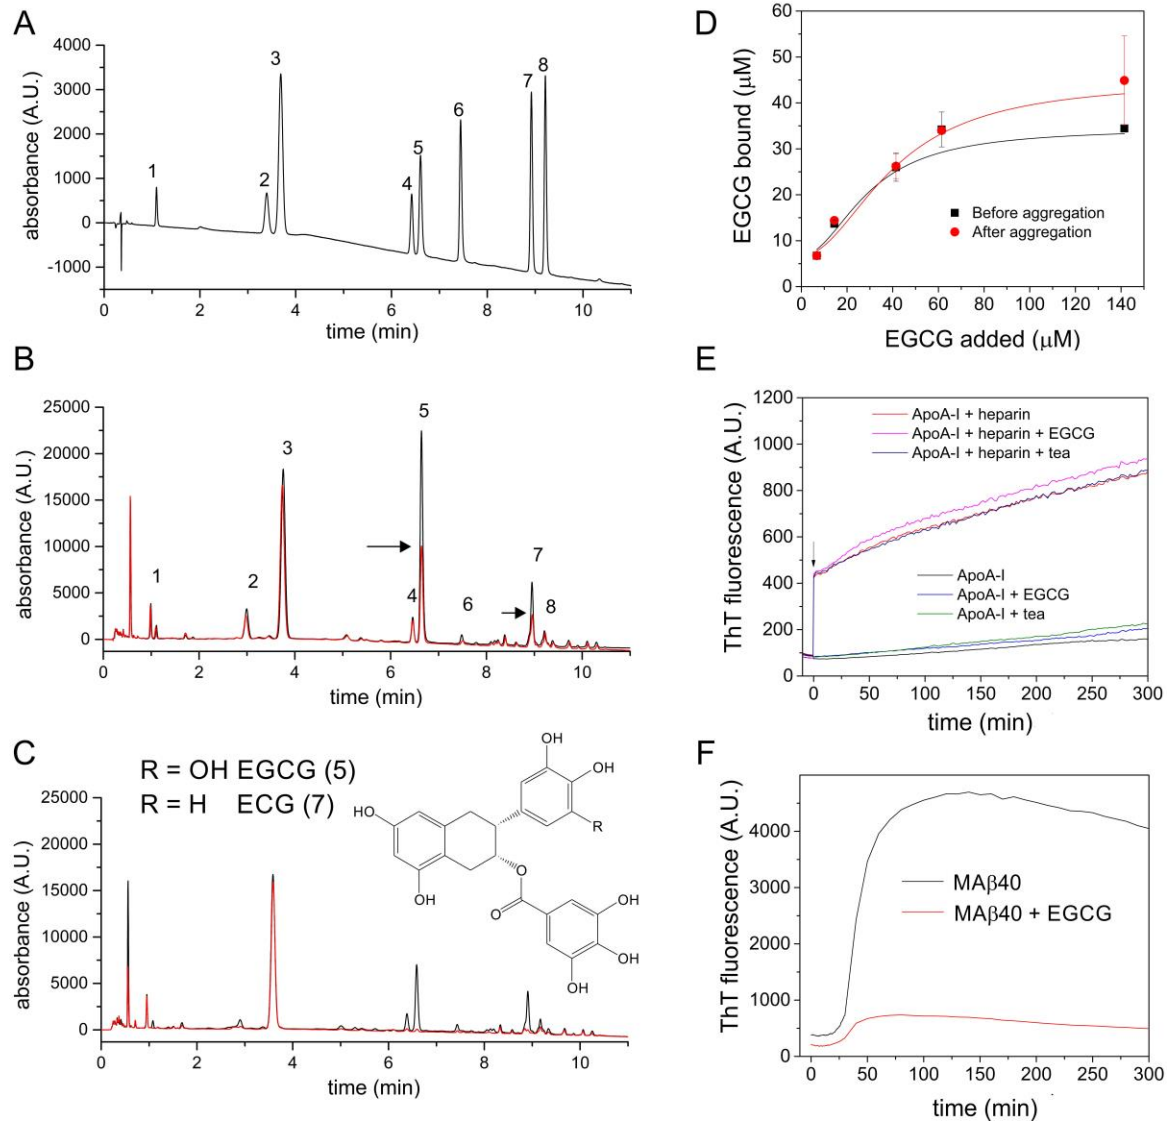 A
absorbance (A.U.)
4000
3000
2000
1000
0
-1000
1
2
3
4
5
6
7
8
0
2
4
6
8
10
time (min)
B
absorbance (A.U.)
25000
20000
15000
10000
5000
0
1
2
3
4
5
6
7
8
0
2
4
6
8
10
time (min)
C
R = OH EGCG (5)
R = H ECG (7)
absorbance (A.U.)
25000
20000
15000
10000
5000
0
OH
OH
R
HO
OH
O
O
OH
OH
OH
0
2
4
6
8
10
time (min)
D
EGCG bound (μM)
60
50
40
30
20
10
0
Before aggregation
After aggregation
0
20
40
60
80
100
120
140
EGCG added (μM)
E
ThT fluorescence (A.U.)
1200
1000
800
600
400
200
0
ApoA-I + heparin
ApoA-I + heparin + EGCG
ApoA-I + heparin + tea
ApoA-I
ApoA-I + EGCG
ApoA-I + tea
0
50
100
150
200
250
300
time (min)
F
ThT fluorescence (A.U.)
4000
3000
2000
1000
0
MAβ40
MAβ40 + EGCG
0
50
100
150
200
250
300
time (min)